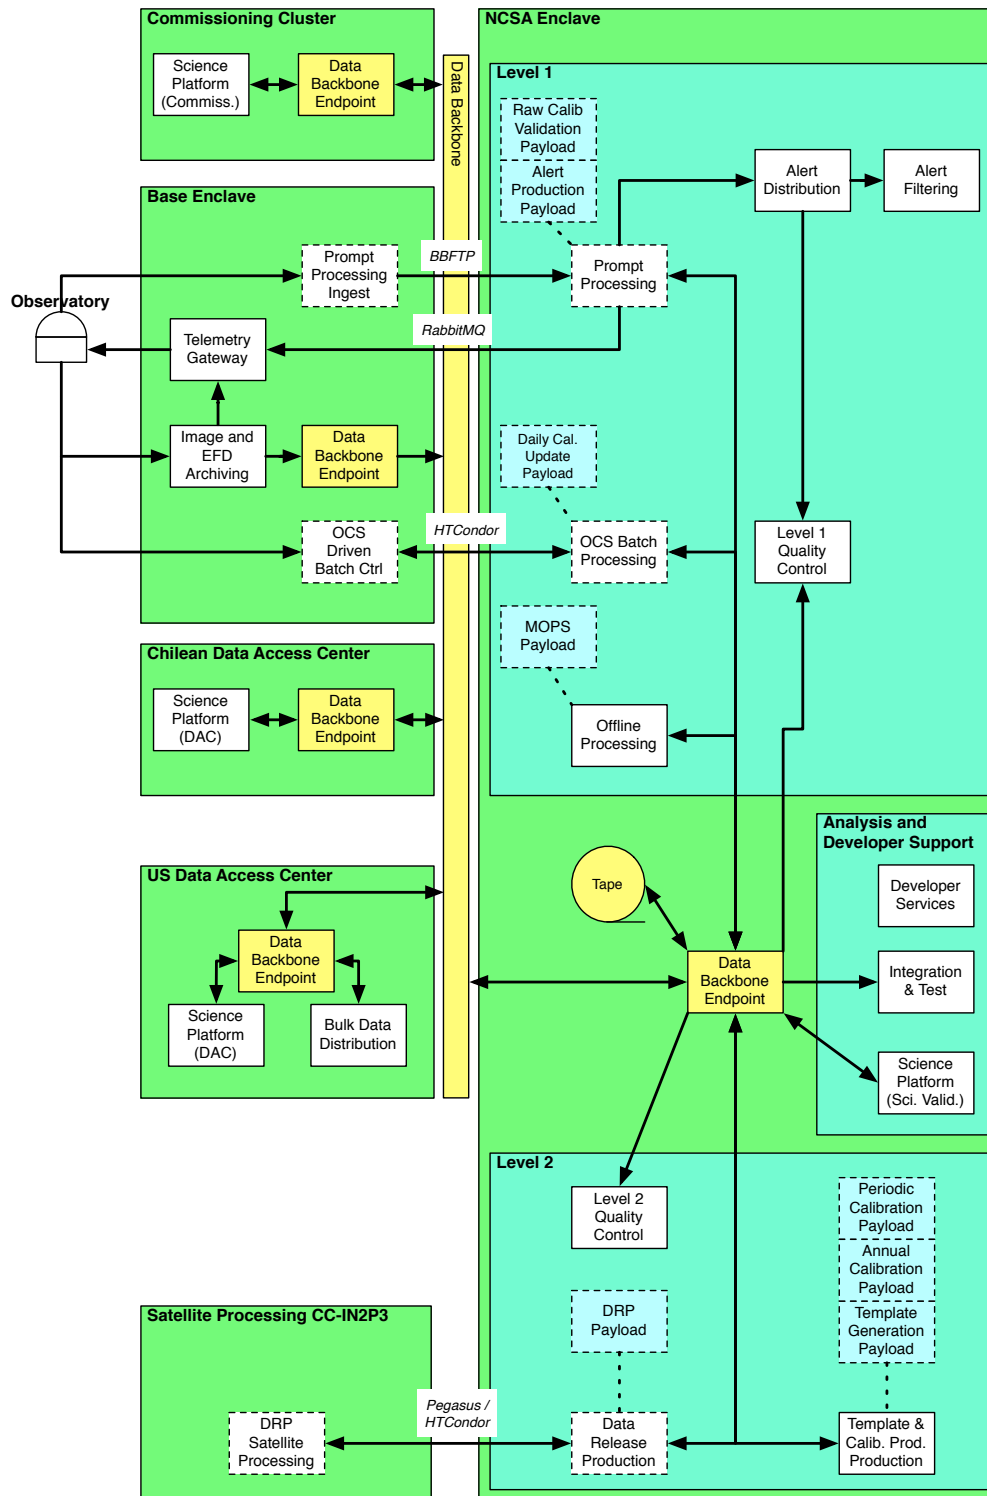 Commissioning Cluster
Science
Platform
(Commiss.)
Data
Backbone
Endpoint
Data Backbone
NCSA Enclave
Level 1
Raw Calib
Validation
Payload
Alert
Production
Payload
Alert
Distribution
Alert
Filtering
Base Enclave
Prompt
Processing
Ingest
BBFTP
Prompt
Processing
Observatory
RabbitMQ
Telemetry
Gateway
Image and
EFD
Archiving
Data
Backbone
Endpoint
Daily Cal.
Update
Payload
OCS
Driven
Batch Ctrl
HTCondor
OCS Batch
Processing
Level 1
Quality
Control
MOPS
Payload
Offline
Processing
Chilean Data Access Center
Science
Platform
(DAC)
Data
Backbone
Endpoint
Analysis and
Developer Support
Developer
Services
Integration
& Test
Science
Platform
(Sci. Valid.)
Tape
Data
Backbone
Endpoint
US Data Access Center
Data
Backbone
Endpoint
Science
Platform
(DAC)
Bulk Data
Distribution
Level 2
Level 2
Quality
Control
Periodic
Calibration
Payload
Annual
Calibration
Payload
Template
Generation
Payload
DRP
Payload
Satellite Processing CC-IN2P3
DRP
Satellite
Processing
Pegasus /
HTCondor
Data
Release
Production
Template &
Calib. Prod.
Production